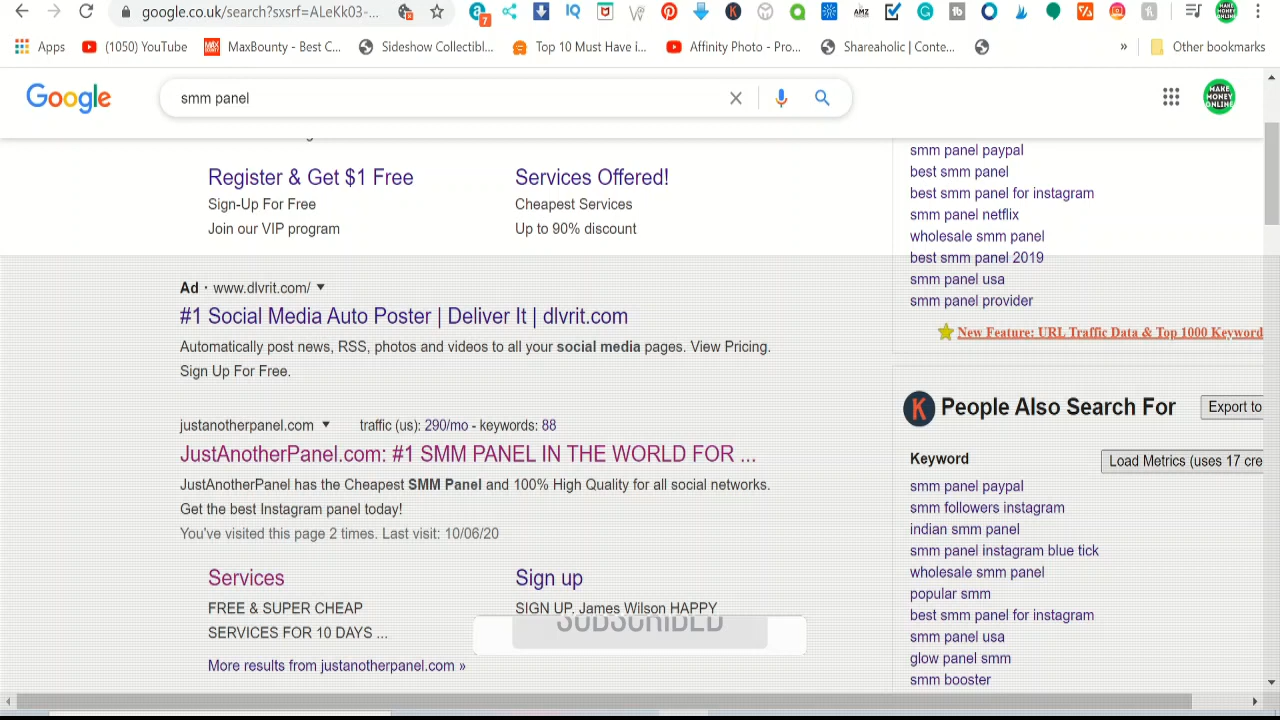 google.co.uk/search?sxsrf=ALeKk03-...
7
IQ
AMZ
MAKE MONEY ONLINE
Apps
(1050) YouTube
MaxBounty - Best C...
Sideshow Collectibl...
Top 10 Must Have i...
Affinity Photo - Pro...
Shareaholic | Conte...
»
Other bookmarks
Google
smm panel
MAKE MONEY ONLINE
Register & Get $1 Free
Sign-Up For Free
Join our VIP program
Services Offered!
Cheapest Services
Up to 90% discount
Ad · www.dlvrit.com/
#1 Social Media Auto Poster | Deliver It | dlvrit.com
Automatically post news, RSS, photos and videos to all your social media pages. View Pricing.
Sign Up For Free.
justanotherpanel.com
traffic (us): 290/mo - keywords: 88
JustAnotherPanel.com: #1 SMM PANEL IN THE WORLD FOR ...
JustAnotherPanel has the Cheapest SMM Panel and 100% High Quality for all social networks.
Get the best Instagram panel today!
You've visited this page 2 times. Last visit: 10/06/20
Services
FREE & SUPER CHEAP
SERVICES FOR 10 DAYS ...
Sign up
SIGN UP. James Wilson HAPPY
SUBSCRIBED
More results from justanotherpanel.com »
smm panel paypal
best smm panel
best smm panel for instagram
smm panel netflix
wholesale smm panel
best smm panel 2019
smm panel usa
smm panel provider
New Feature: URL Traffic Data & Top 1000 Keyword
K
People Also Search For
Export to
Keyword
Load Metrics (uses 17 cre
smm panel paypal
smm followers instagram
indian smm panel
smm panel instagram blue tick
wholesale smm panel
popular smm
best smm panel for instagram
smm panel usa
glow panel smm
smm booster